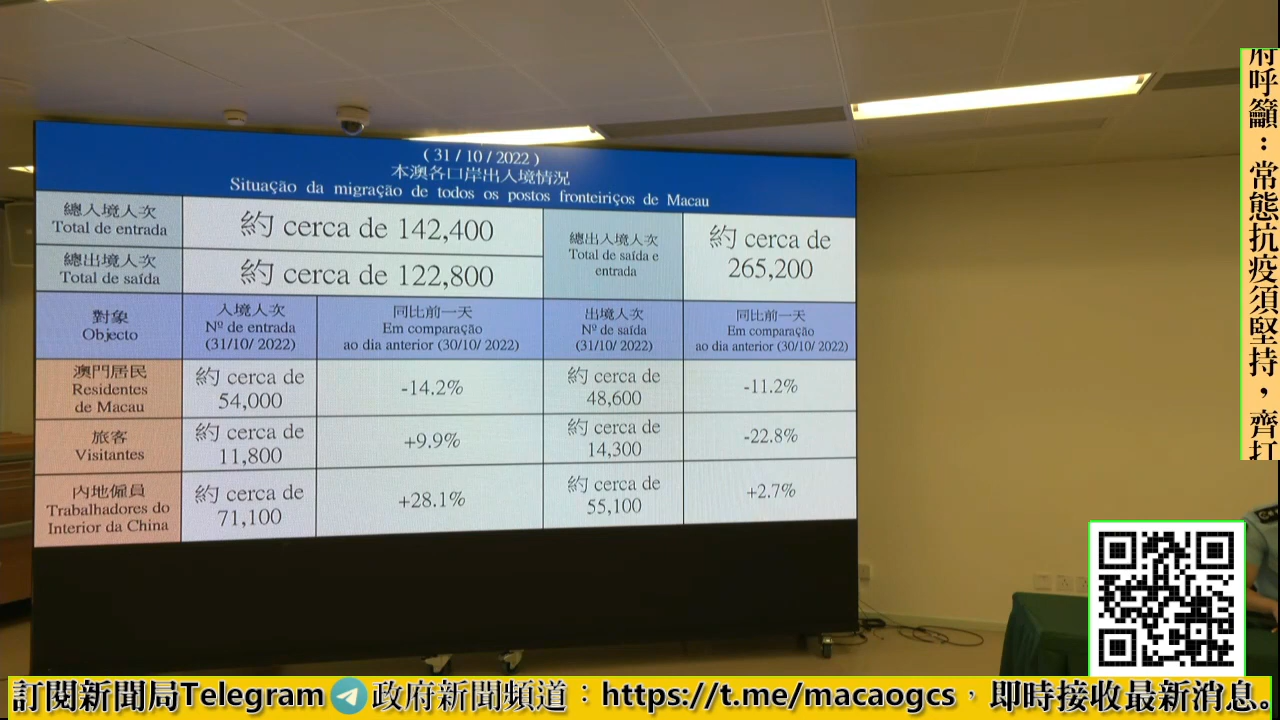 (31/10/2022)
本澳各口岸出入境情況
Situação da migração de todos os postos fronteiriços de Macau
總入境人次
Total de entrada
約 cerca de 142,400
總出境人次
Total de saída
約 cerca de 122,800
總出入境人次
Total de saída e
entrada
約 cerca de
265,200
對象
Objecto
入境人次
Nº de entrada
(31/10/ 2022)
同比前一天
Em comparação
ao dia anterior (30/10/ 2022)
出境人次
Nº de saída
(31/10/ 2022)
同比前一天
Em comparação
ao dia anterior (30/10/ 2022)
澳門居民
Residentes
de Macau
約 cerca de
54,000
-14.2%
約 cerca de
48,600
-11.2%
旅客
Visitantes
約 cerca de
11,800
+9.9%
約 cerca de
14,300
-22.8%
內地僱員
Trabalhadores do
Interior da China
約 cerca de
71,100
+28.1%
約 cerca de
55,100
+2.7%
府呼籲：常態抗疫須堅持，齊打
訂閱新聞局Telegram 政府新聞頻道：https://t.me/macaogcs，即時接收最新消息。